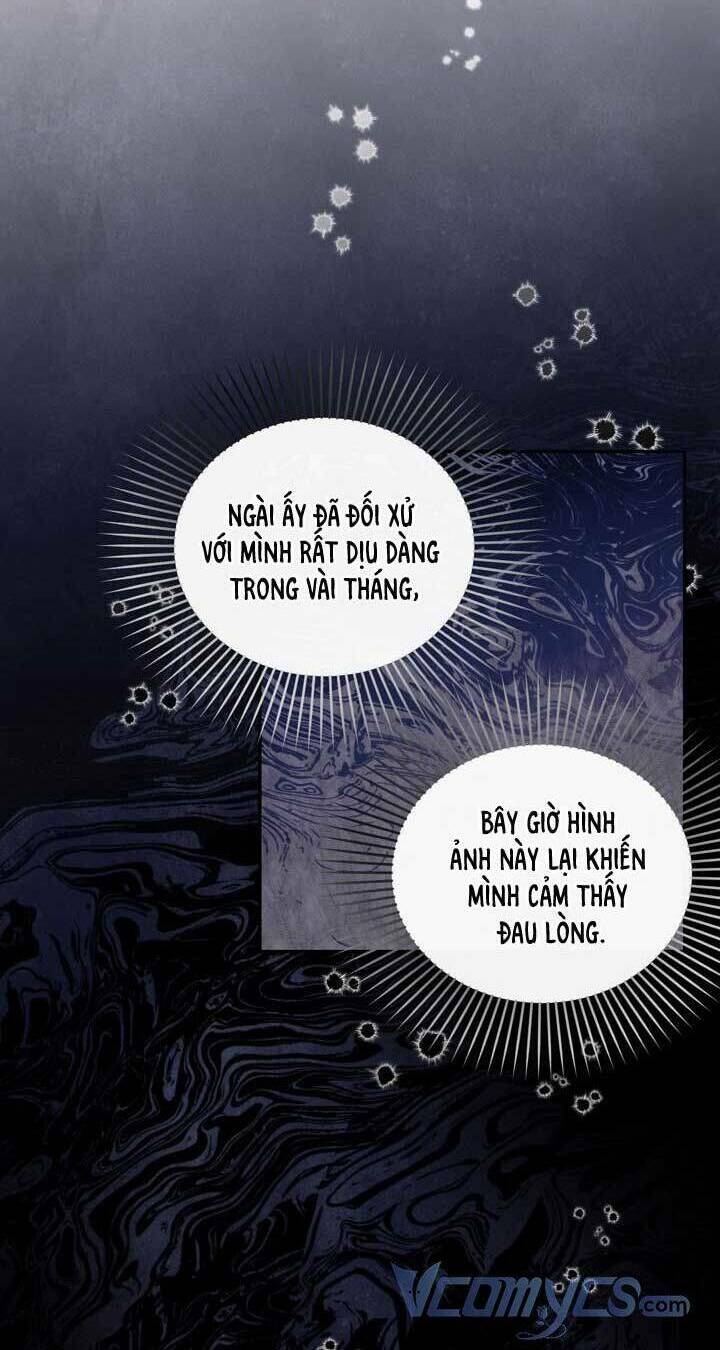 NGÀI ẤY ĐÃ ĐỐI XỬ
VỚI MÌNH RẤT DỊU DÀNG
TRONG VÀI THÁNG,
BÂY GIỜ HÌNH
ẢNH NÀY LẠI KHIẾN
MÌNH CẢM THẤY
ĐAU LÒNG.
VCOMYCS.com